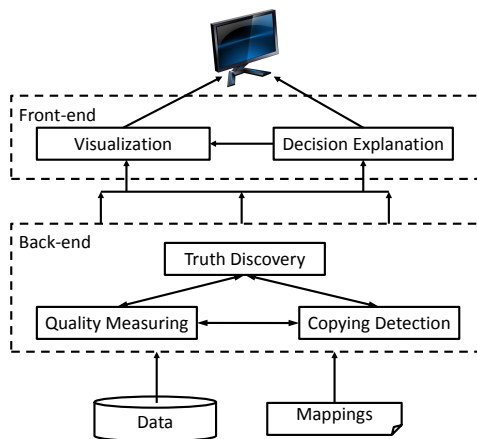 Front-end
Visualization
Decision Explanation
Back-end
Truth Discovery
Quality Measuring
Copying Detection
Data
Mappings